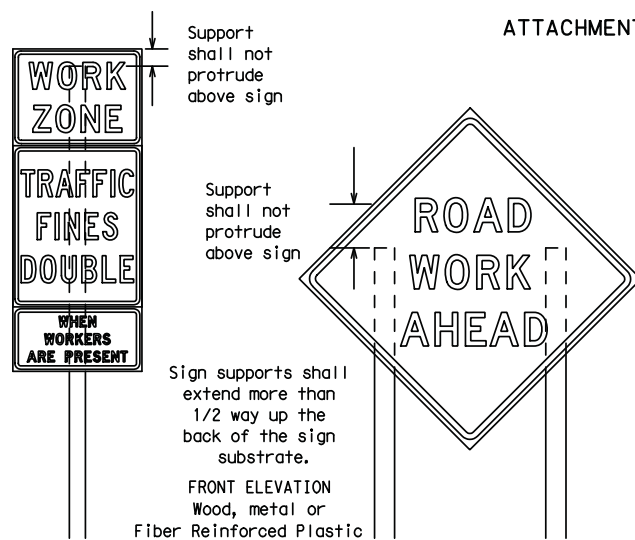 ATTACHMENT
Support
shall not
protrude
above sign
WORK
ZONE
TRAFFIC
FINES
DOUBLE
WHEN
WORKERS
ARE PRESENT
Support
shall not
protrude
above sign
ROAD
WORK
AHEAD
Sign supports shall
extend more than
1/2 way up the
back of the sign
substrate.
FRONT ELEVATION
Wood, metal or
Fiber Reinforced Plastic